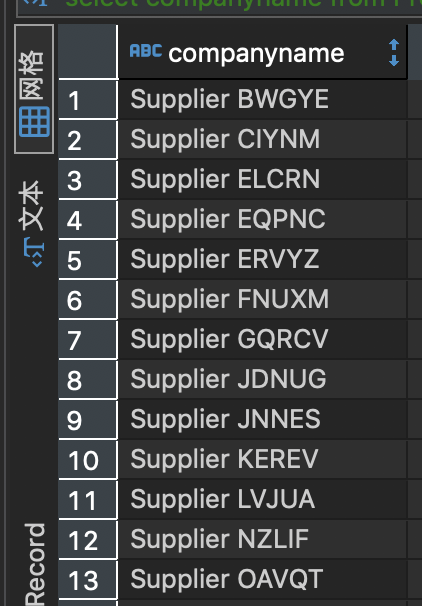 select companyname from
ABC companyname
网格
文本
Record
1 Supplier BWGYE
2 Supplier CIYNM
3 Supplier ELCRN
4 Supplier EQPNC
5 Supplier ERVYZ
6 Supplier FNUXM
7 Supplier GQRCV
8 Supplier JDNUG
9 Supplier JNNES
10 Supplier KEREV
11 Supplier LVJUA
12 Supplier NZLIF
13 Supplier OAVQT